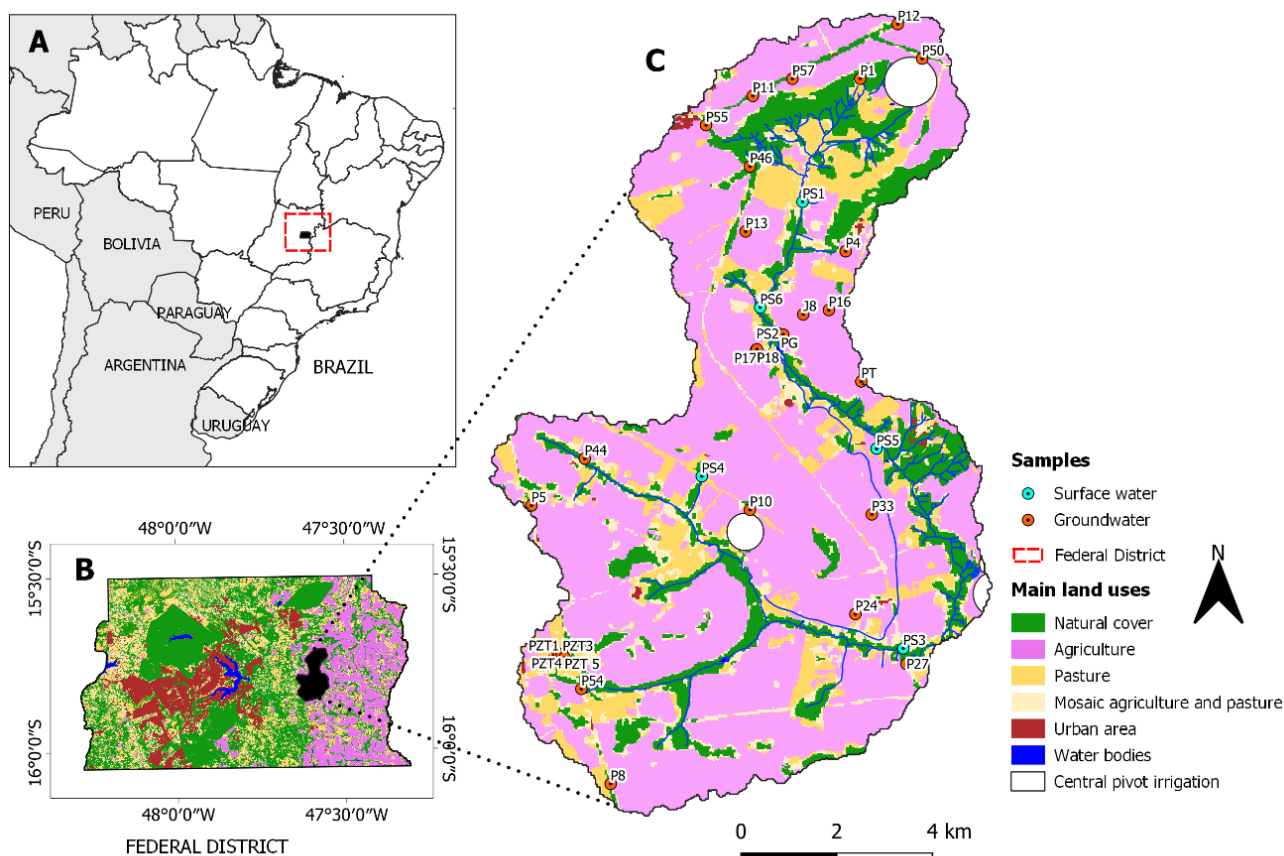 A
PERU
BOLIVIA
PARAGUAY
ARGENTINA
BRAZIL
URUGUAY
48°0'0"W
47°30'0"W
15°30'0"S
15°30'0"S
B
16°0'0"S
16°0'0"S
48°0'0"W
47°30'0"W
FEDERAL DISTRICT
C
P12
P50
P57
P1
P11
P55
P46
PS1
P13
P4
PS6
J8
P16
PS2
PG
P17
P18
PT
PS5
P44
PS4
P5
P10
P33
P24
PS3
PZT1
PZT3
P27
PZT4
PZT 5
P54
P8
0 2 4 km
Samples
Surface water
Groundwater
Federal District
Main land uses
Natural cover
Agriculture
Pasture
Mosaic agriculture and pasture
Urban area
Water bodies
Central pivot irrigation
N